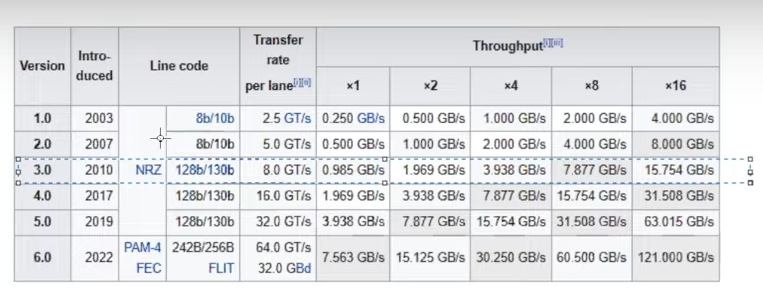 Version Intro-duced Line code Transfer rate per lane[i][ii] Throughput[i][iii]
×1 ×2 ×4 ×8 ×16
1.0 2003 8b/10b 2.5 GT/s 0.250 GB/s 0.500 GB/s 1.000 GB/s 2.000 GB/s 4.000 GB/s
2.0 2007 8b/10b 5.0 GT/s 0.500 GB/s 1.000 GB/s 2.000 GB/s 4.000 GB/s 8.000 GB/s
3.0 2010 NRZ 128b/130b 8.0 GT/s 0.985 GB/s 1.969 GB/s 3.938 GB/s 7.877 GB/s 15.754 GB/s
4.0 2017 128b/130b 16.0 GT/s 1.969 GB/s 3.938 GB/s 7.877 GB/s 15.754 GB/s 31.508 GB/s
5.0 2019 128b/130b 32.0 GT/s 3.938 GB/s 7.877 GB/s 15.754 GB/s 31.508 GB/s 63.015 GB/s
6.0 2022 PAM-4 FEC 242B/256B FLIT 64.0 GT/s 32.0 GBd 7.563 GB/s 15.125 GB/s 30.250 GB/s 60.500 GB/s 121.000 GB/s